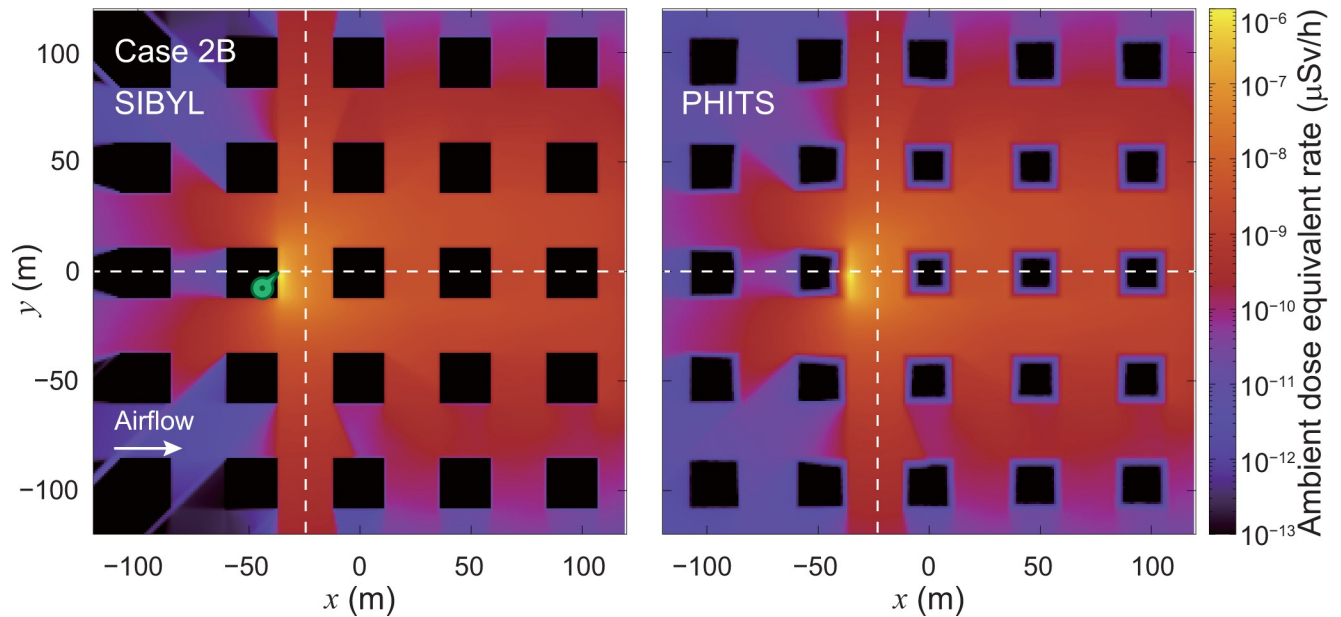 Case 2B
SIBYL
PHITS
Airflow
100
50
0
−50
−100
y (m)
−100
−50
0
50
100
x (m)
−100
−50
0
50
100
x (m)
10⁻⁶
10⁻⁷
10⁻⁸
10⁻⁹
10⁻¹⁰
10⁻¹¹
10⁻¹²
10⁻¹³
Ambient dose equivalent rate (μSv/h)